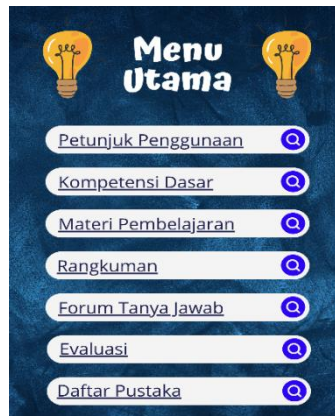 Menu
Utama
Petunjuk Penggunaan
Kompetensi Dasar
Materi Pembelajaran
Rangkuman
Forum Tanya Jawab
Evaluasi
Daftar Pustaka